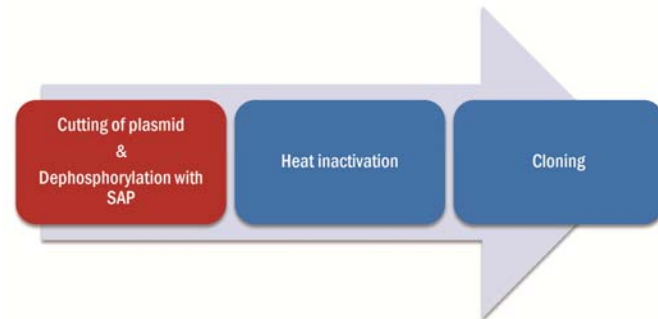 Cutting of plasmid
&
Dephosphorylation with
SAP
Heat inactivation
Cloning